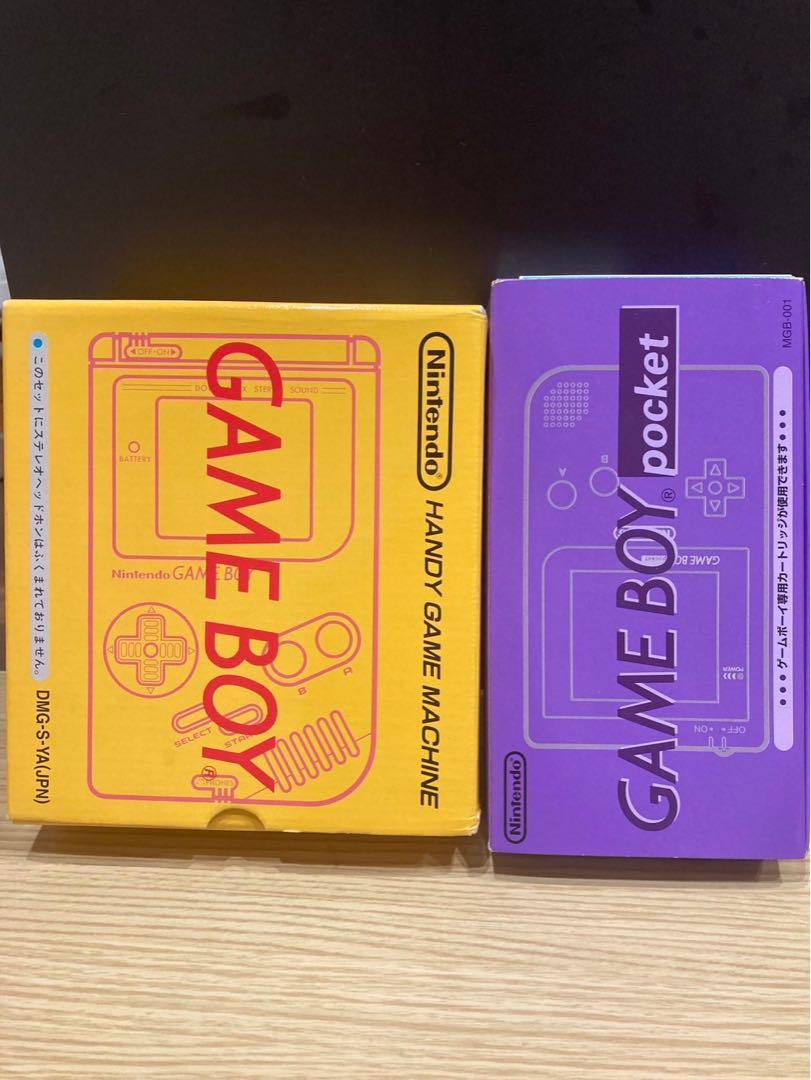 Nintendo®
HANDY GAME MACHINE
GAME BOY®
OFF•ON
STEREO SOUND
BATTERY
Nintendo GAME BOY
B
A
SELECT
START
PHONES
●このセットにステレオヘッドホンはふくまれておりません。
DMG-S-YA(JPN)
MGB-001
GAME BOY® pocket
Nintendo®
•••ゲームボーイ専用カートリッジが使用できます•••
B
A
GAME BOY
POWER
OFF• •ON